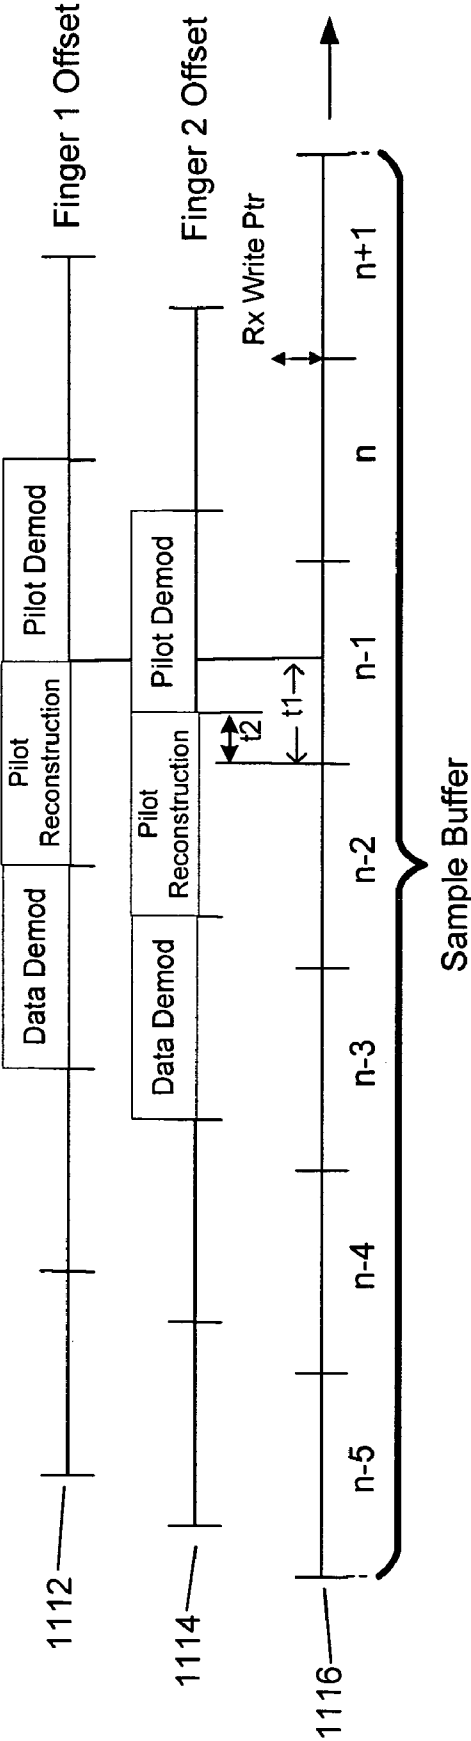 1112
Data Demod
Pilot
Reconstruction
Pilot Demod
Finger 1 Offset
1114
Data Demod
Pilot
Reconstruction
Pilot Demod
Finger 2 Offset
t2
t1
Rx Write Ptr
1116
n-5
n-4
n-3
n-2
n-1
n
n+1
Sample Buffer